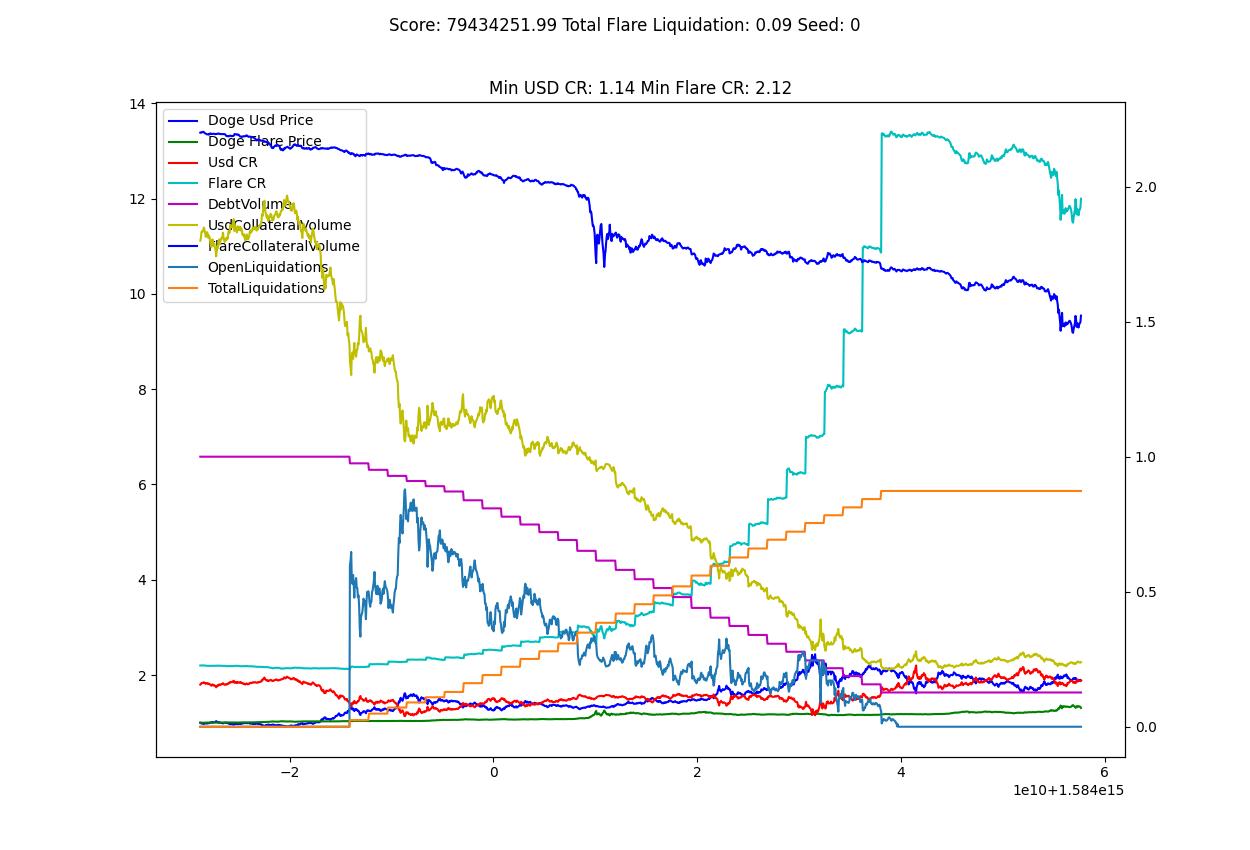 Score: 79434251.99 Total Flare Liquidation: 0.09 Seed: 0
Min USD CR: 1.14 Min Flare CR: 2.12
Doge Usd Price
Doge Flare Price
Usd CR
Flare CR
DebtVolume
UsdCollateralVolume
FlareCollateralVolume
OpenLiquidations
TotalLiquidations
14
12
10
8
6
4
2
2.0
1.5
1.0
0.5
0.0
−2
0
2
4
6
1e10+1.584e15